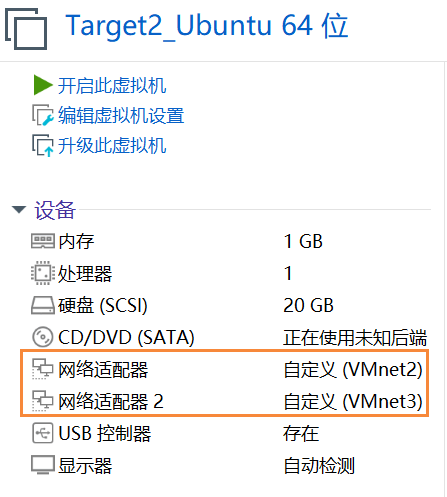 Target2_Ubuntu 64 位
开启此虚拟机
编辑虚拟机设置
升级此虚拟机
设备
内存 1 GB
处理器 1
硬盘 (SCSI) 20 GB
CD/DVD (SATA) 正在使用未知后端
网络适配器 自定义 (VMnet2)
网络适配器 2 自定义 (VMnet3)
USB 控制器 存在
显示器 自动检测